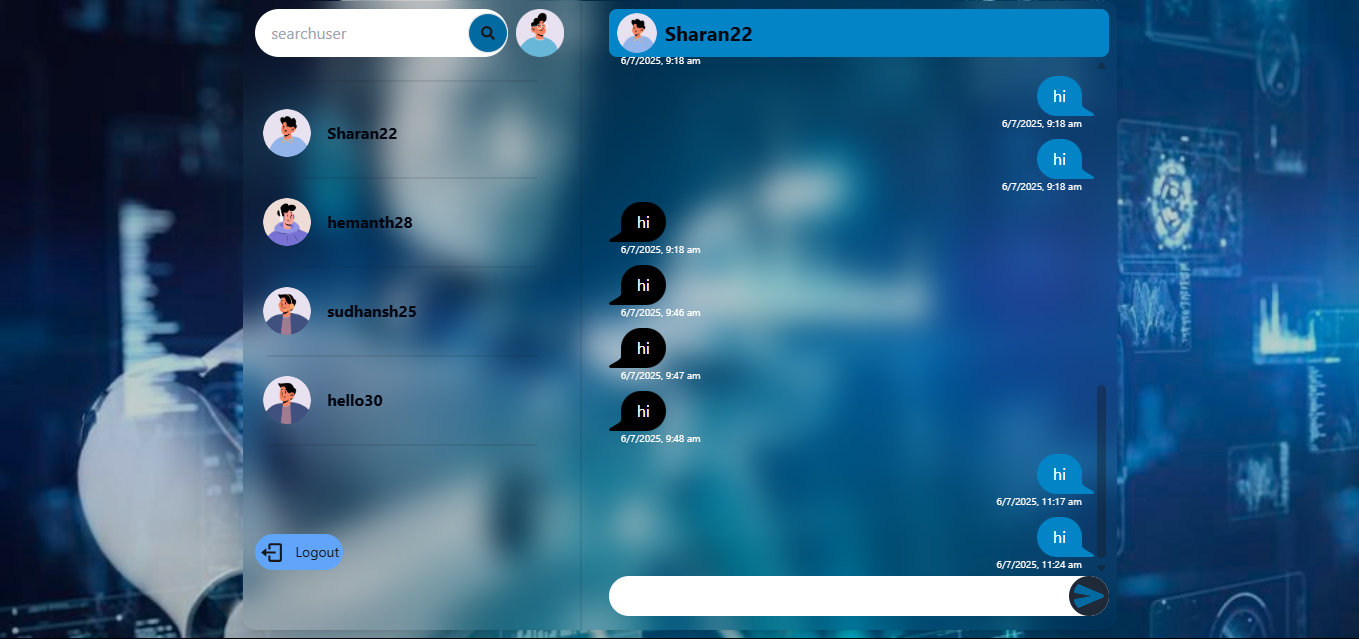 searchuser
Sharan22
hemanth28
sudhansh25
hello30
Logout
Sharan22
6/7/2025, 9:18 am
hi
6/7/2025, 9:18 am
hi
6/7/2025, 9:18 am
hi
6/7/2025, 9:18 am
hi
6/7/2025, 9:46 am
hi
6/7/2025, 9:47 am
hi
6/7/2025, 9:48 am
hi
6/7/2025, 11:17 am
hi
6/7/2025, 11:24 am